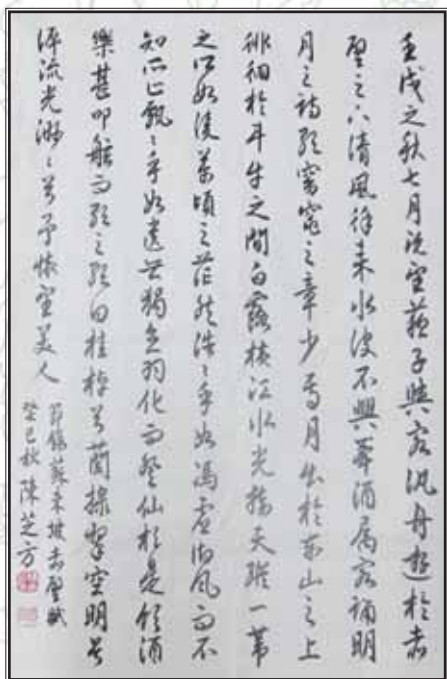 壬戌之秋七月既望蘇子與客汎舟遊於赤
壁之下清風徐來水波不興舉酒屬客誦明
月之詩歌窈窕之章少焉月出於東山之上
徘徊於斗牛之間白露橫江水光接天縱一葦
之所如凌萬頃之茫然浩〻乎如馮虛御風而不
知所止飄〻乎如遺世獨立羽化而登仙於是飲酒
樂甚叩舷而歌之歌曰桂棹兮蘭槳擊空明兮
泝流光渺〻兮予懷望美人
節錄蘇東坡赤壁賦
癸巳秋 陳芝方